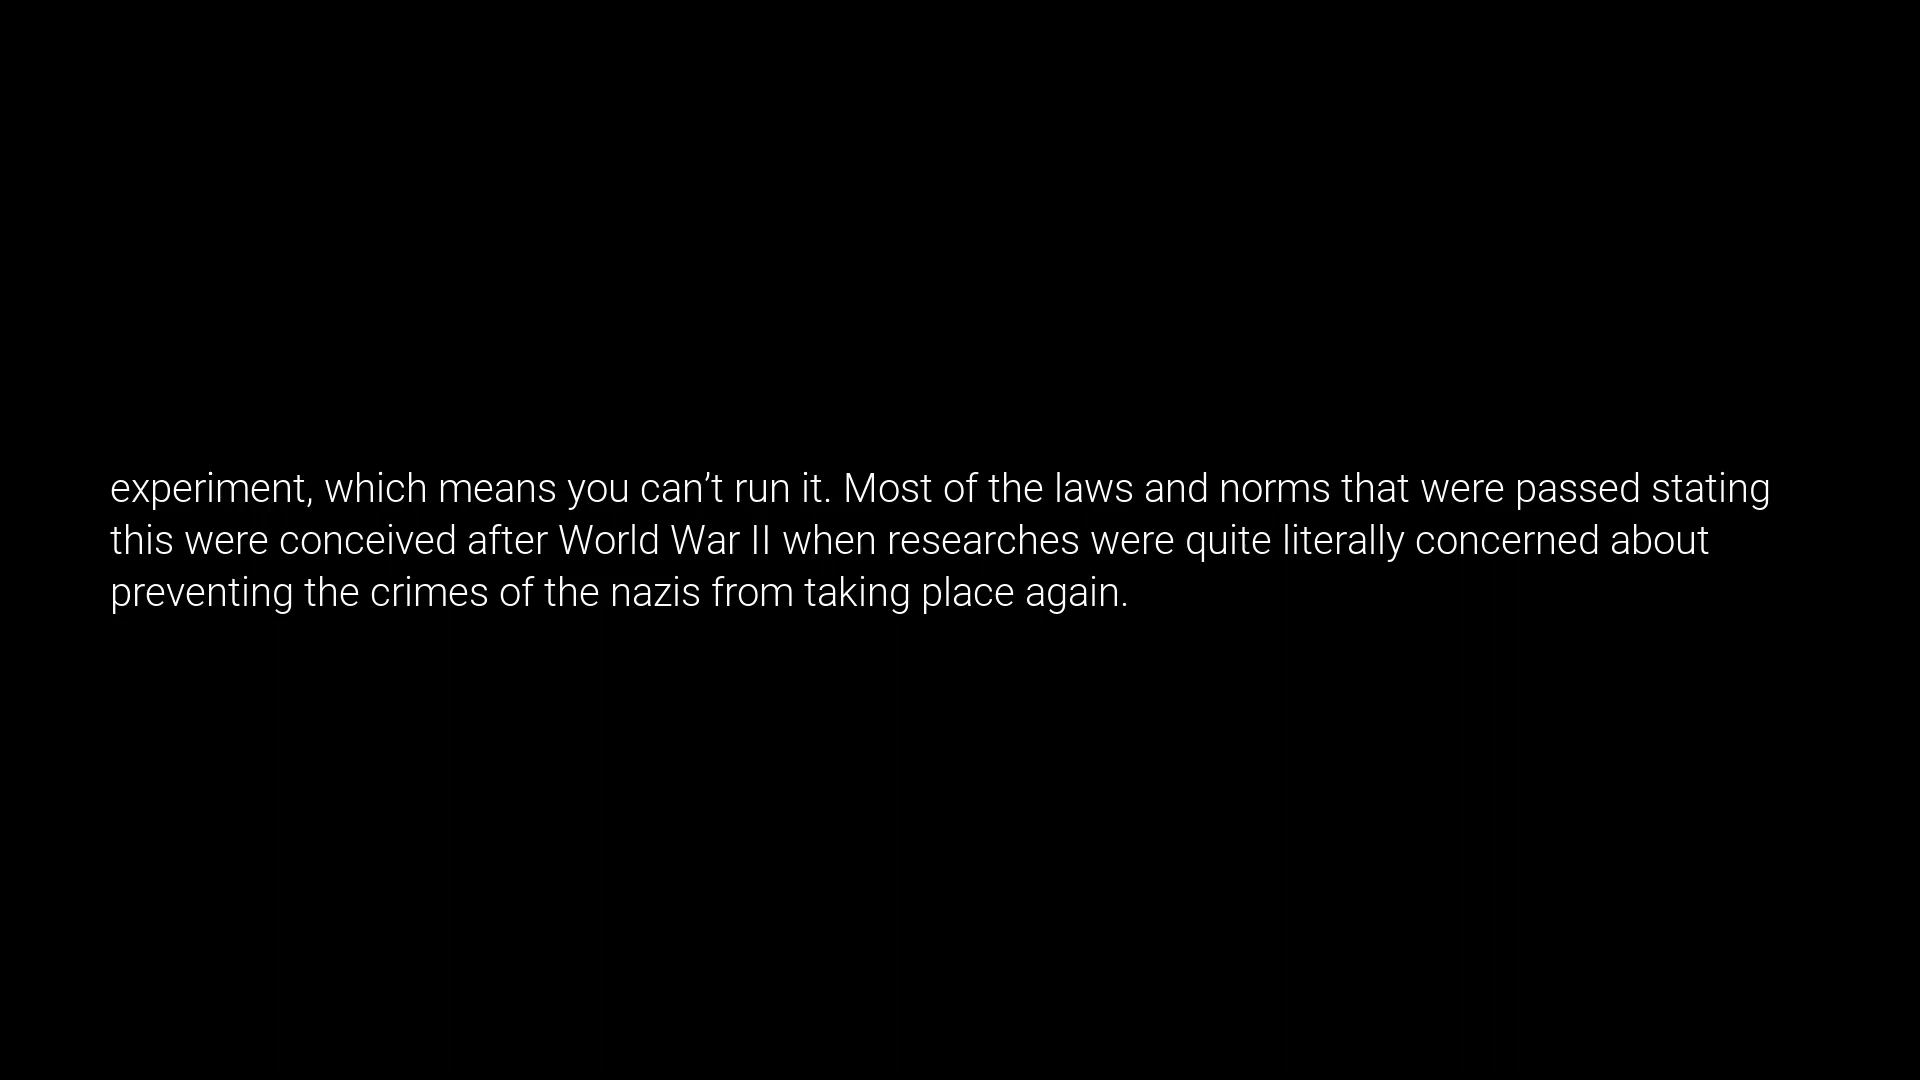 experiment, which means you can’t run it. Most of the laws and norms that were passed stating
this were conceived after World War II when researches were quite literally concerned about
preventing the crimes of the nazis from taking place again.